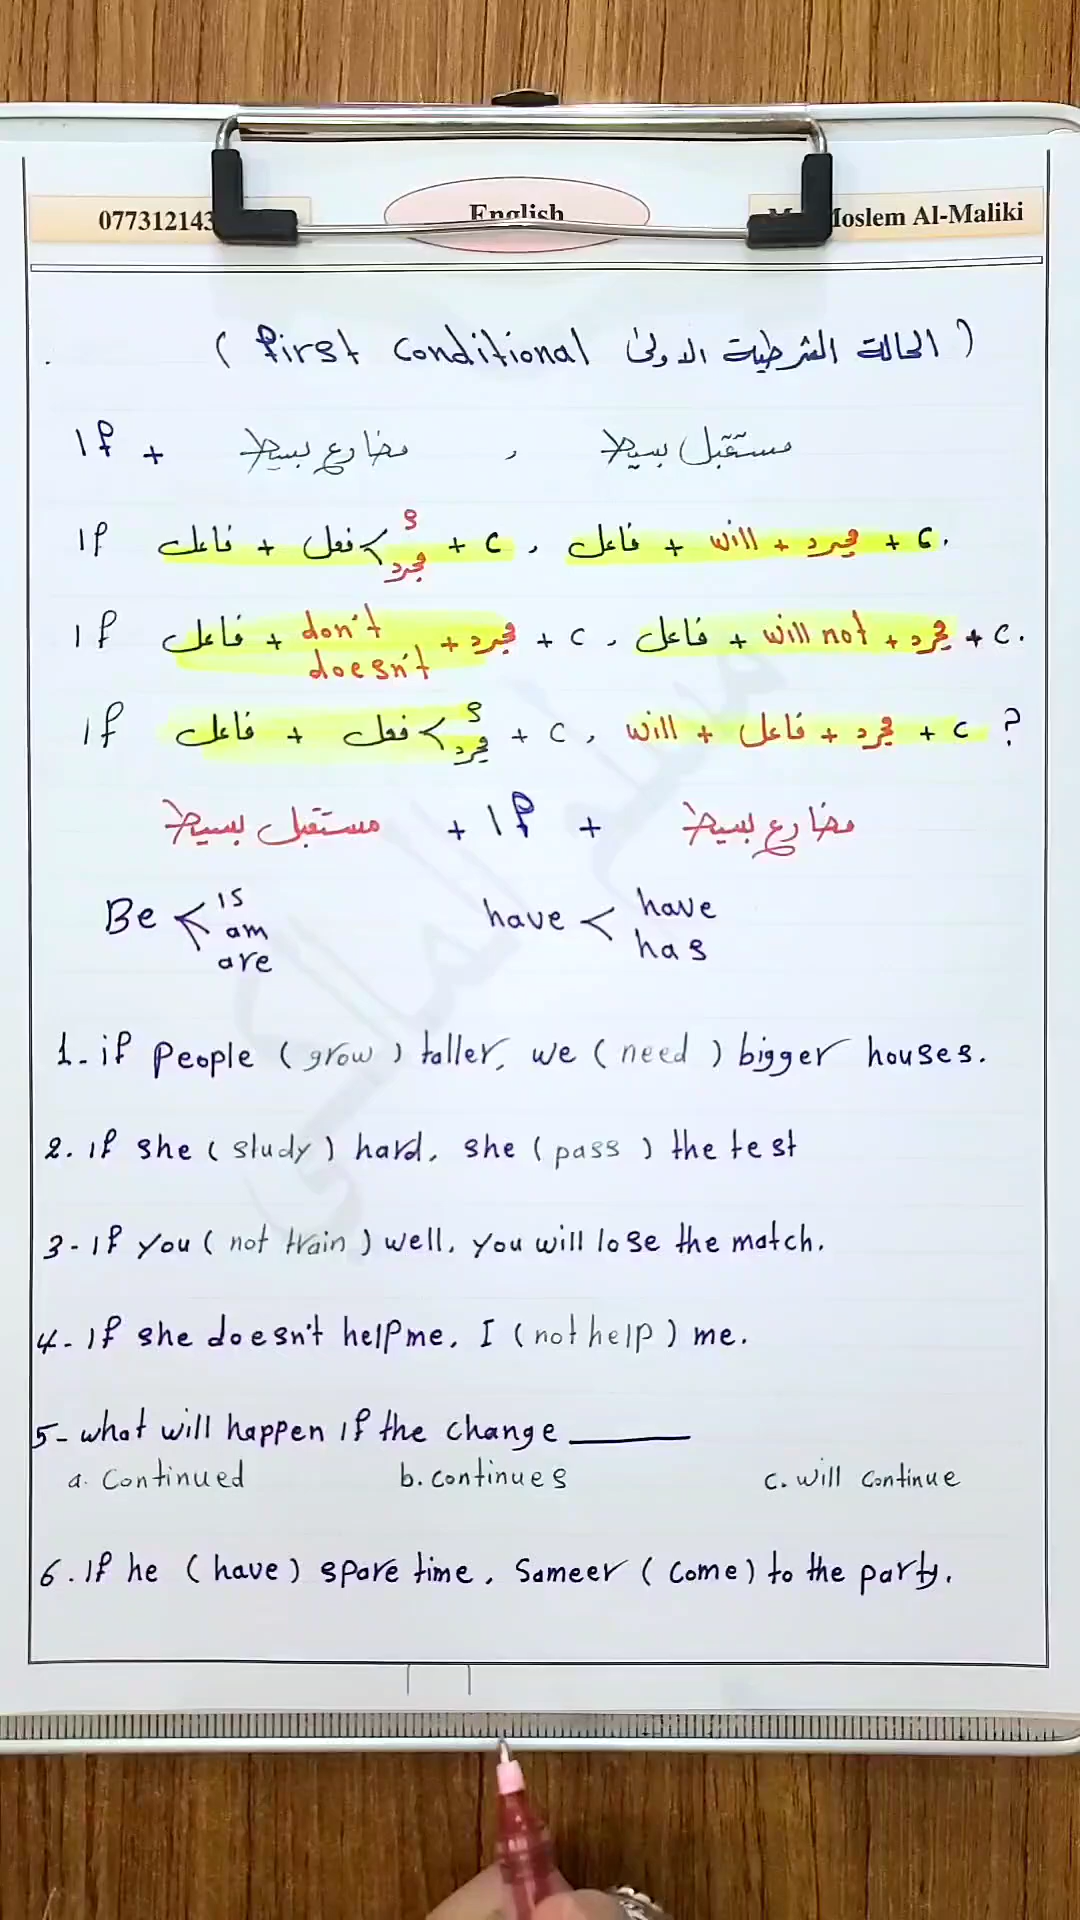 077312143
English
Moslem Al-Maliki
( first conditional الحالة الشرطية الاولى )
If + مضارع بسيط , مستقبل بسيط
If فاعل + فعل < s مجرد + c , فاعل + will + مجرد + c.
If فاعل + don't doesn't + مجرد + c , فاعل + will not + مجرد + c.
If فاعل + فعل < s مجرد + c , will + فاعل + مجرد + c ?
مستقبل بسيط + If + مضارع بسيط
Be < is am are have < have has
1- if people (grow) taller, we (need) bigger houses.
2. if she (study) hard, she (pass) the test
3- If you (not train) well, you will lose the match.
4- If she doesn't help me, I (not help) me.
5- what will happen if the change ______
a. Continued b. continues c. will continue
6. If he (have) spare time, Sameer (come) to the party.
مسلم المالكي